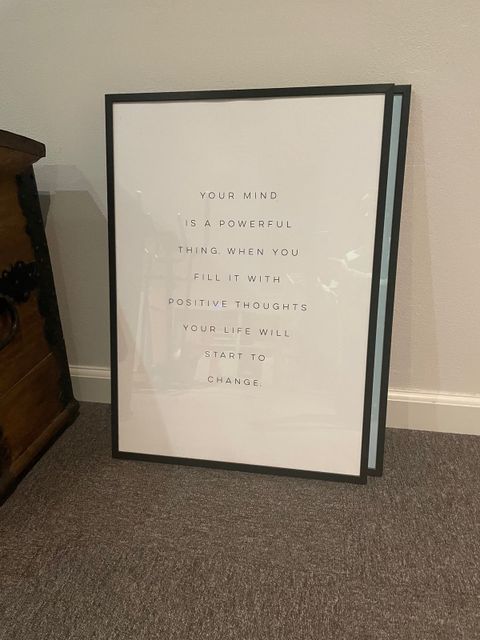 YOUR MIND
IS A POWERFUL
THING. WHEN YOU
FILL IT WITH
POSITIVE THOUGHTS
YOUR LIFE WILL
START TO
CHANGE.